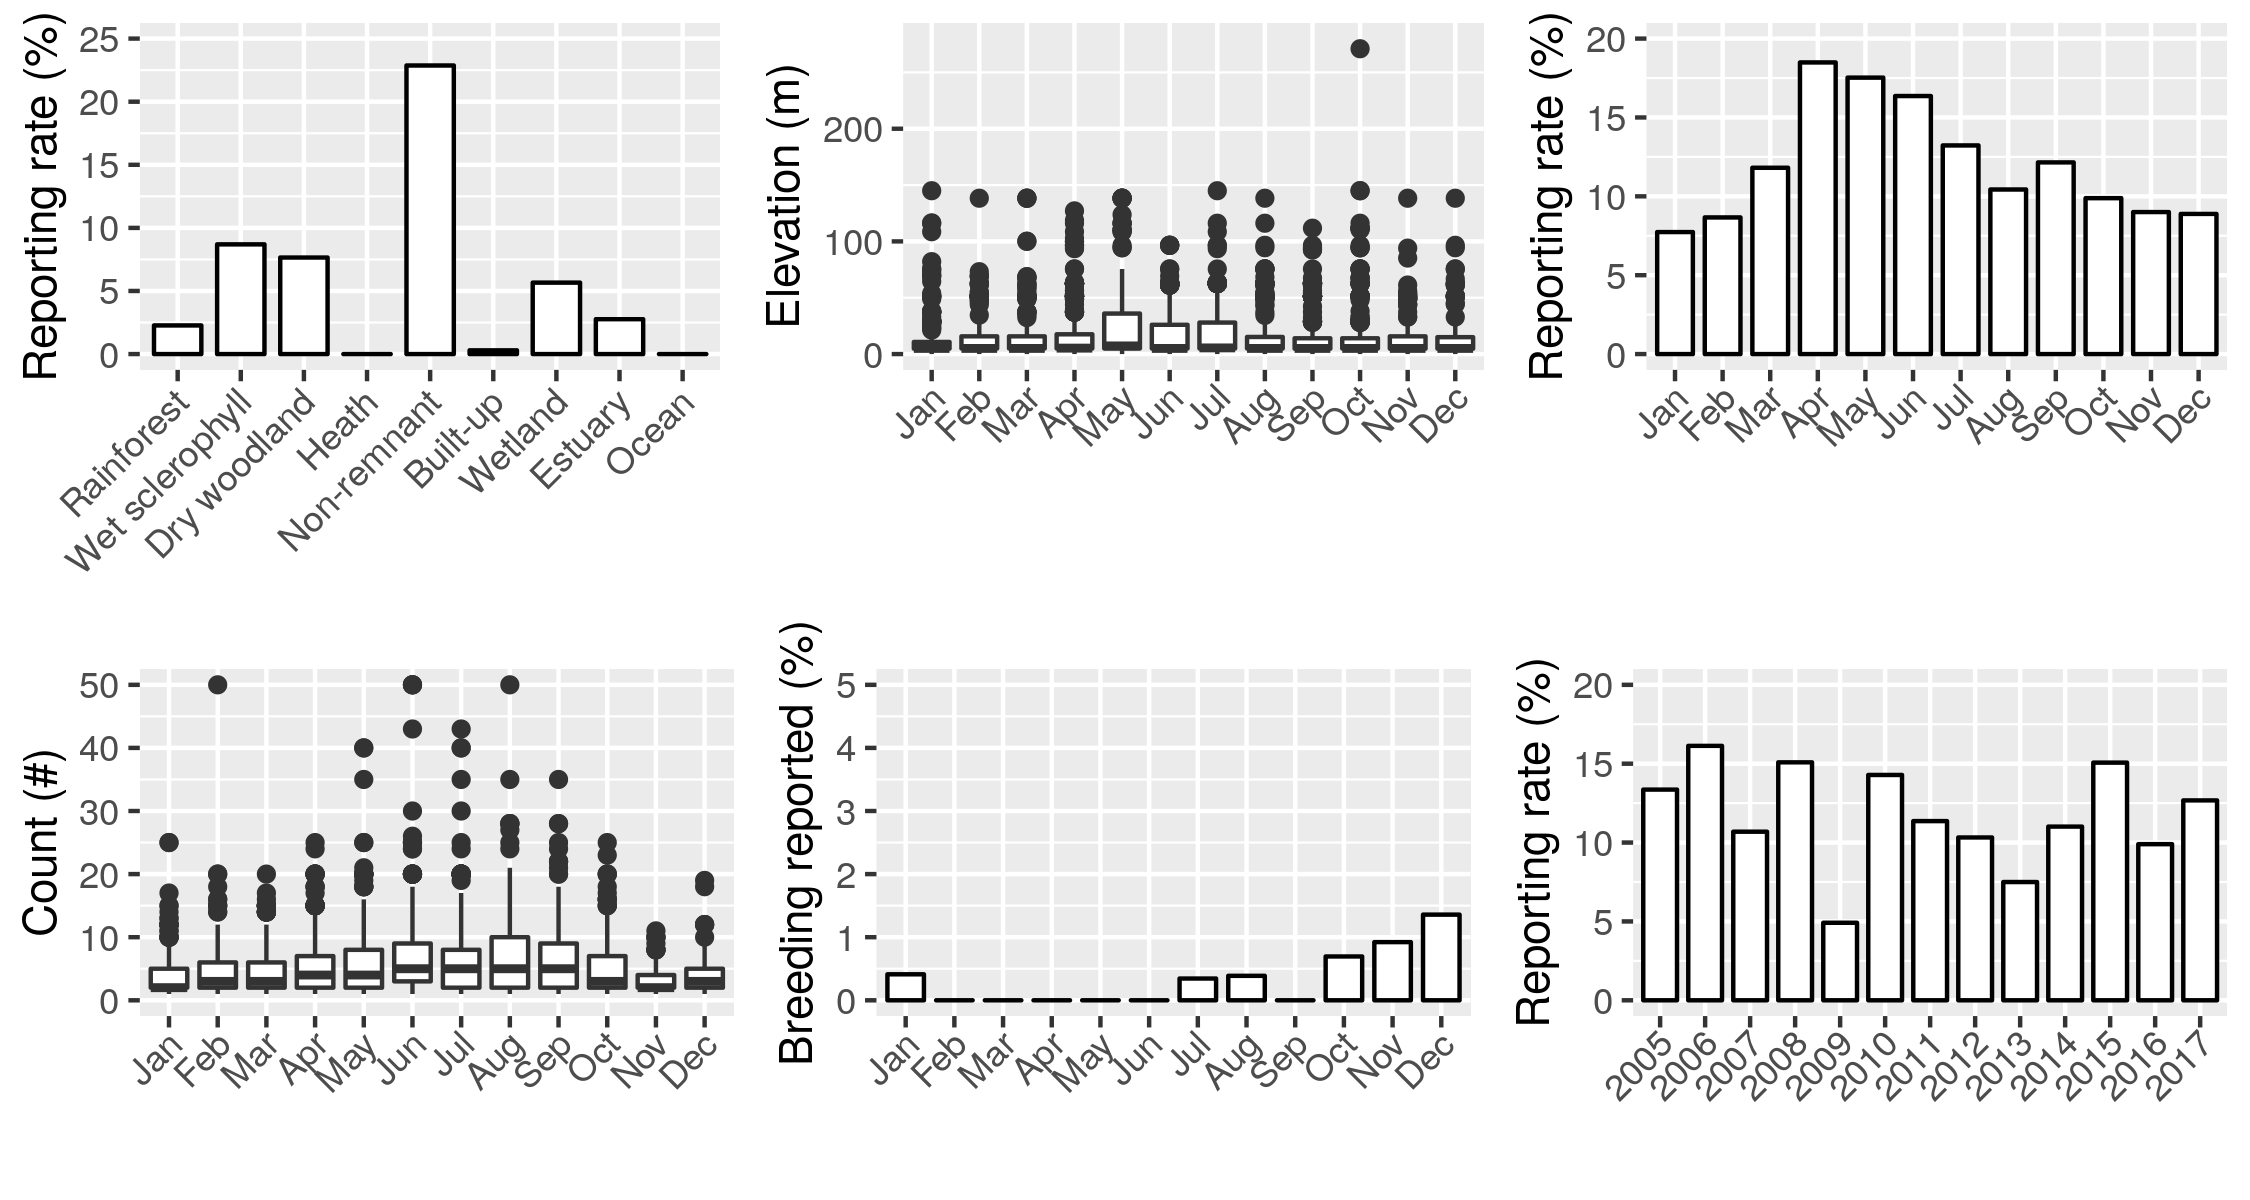 Reporting rate (%)
25
20
15
10
5
0
Rainforest
Wet sclerophyll
Dry woodland
Heath
Non-remnant
Built-up
Wetland
Estuary
Ocean
Elevation (m)
200
100
0
Jan
Feb
Mar
Apr
May
Jun
Jul
Aug
Sep
Oct
Nov
Dec
Reporting rate (%)
20
15
10
5
0
Jan
Feb
Mar
Apr
May
Jun
Jul
Aug
Sep
Oct
Nov
Dec
Count (#)
50
40
30
20
10
0
Jan
Feb
Mar
Apr
May
Jun
Jul
Aug
Sep
Oct
Nov
Dec
Breeding reported (%)
5
4
3
2
1
0
Jan
Feb
Mar
Apr
May
Jun
Jul
Aug
Sep
Oct
Nov
Dec
Reporting rate (%)
20
15
10
5
0
2005
2006
2007
2008
2009
2010
2011
2012
2013
2014
2015
2016
2017